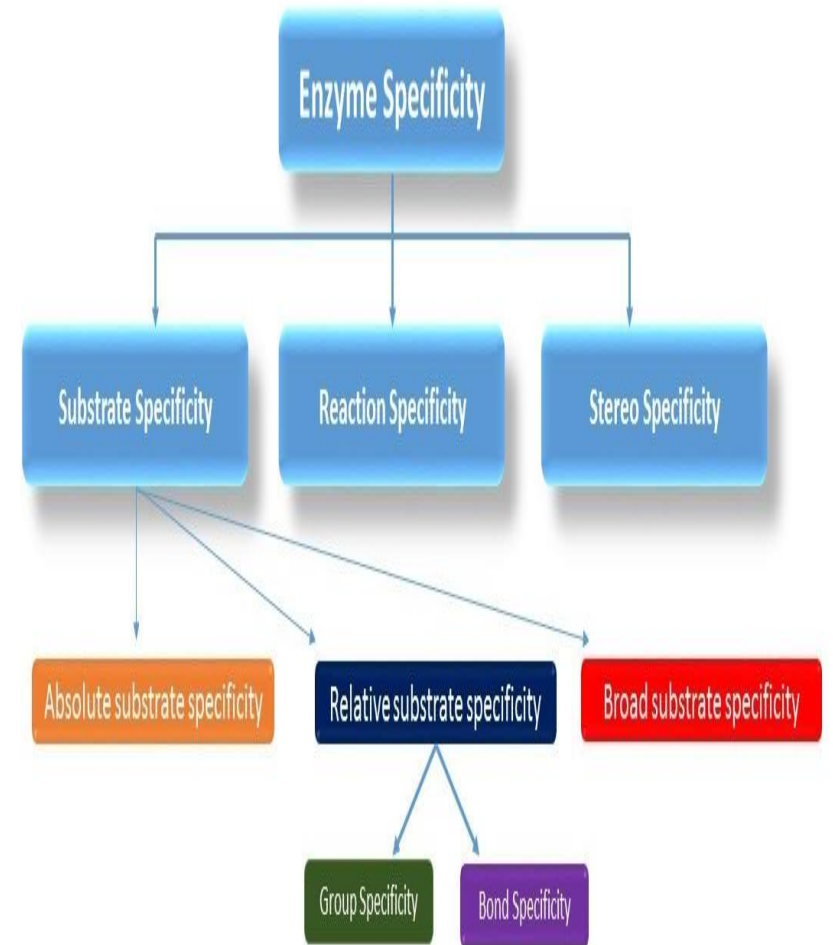 Enzyme Specificity
Substrate Specificity
Reaction Specificity
Stereo Specificity
Absolute substrate specificity
Relative substrate specificity
Broad substrate specificity
Group Specificity
Bond Specificity